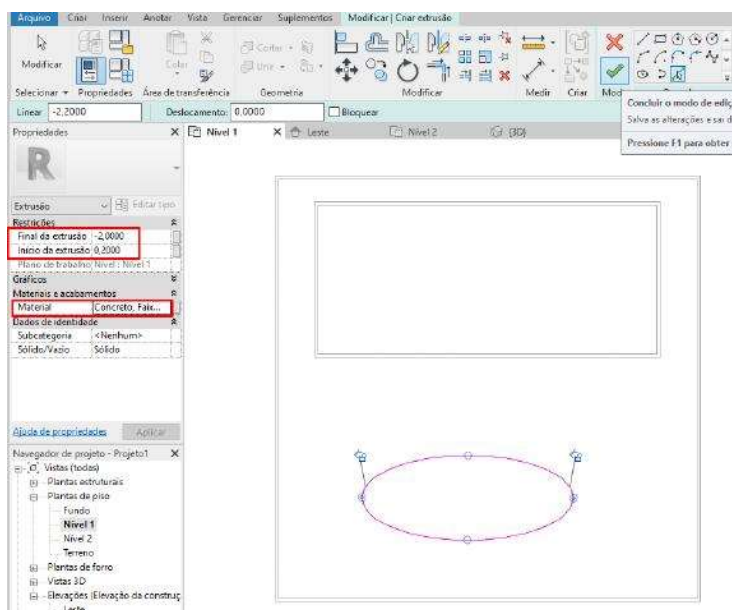 Arquivo Criar Inserir Anotar Vista Gerenciar Suplementos Modificar | Criar extrusão
Modificar
Colar
Cortar
Unir
Selecionar Propriedades Área de transferência Geometria Modificar Medir Criar Mod
Linear -2,2000 Deslocamento: 0,0000 Bloquear
Concluir o modo de ediç
Salva as alterações e sai d
Pressione F1 para obter
Propriedades
Nível 1 Leste Nível 2 {3D}
R
Extrusão Editar tipo
Restrições
Final da extrusão -2,0000
Início da extrusão 0,2000
Plano de trabalho Nível : Nível 1
Gráficos
Materiais e acabamentos
Material Concreto, Faix...
Dados de identidade
Subcategoria <Nenhum>
Sólido/Vazio Sólido
Ajuda de propriedades Aplicar
Navegador de projeto - Projeto1
Vistas (todas)
Plantas estruturais
Plantas de piso
Fundo
Nível 1
Nível 2
Terreno
Plantas de forro
Vistas 3D
Elevações (Elevação da construç
Leste